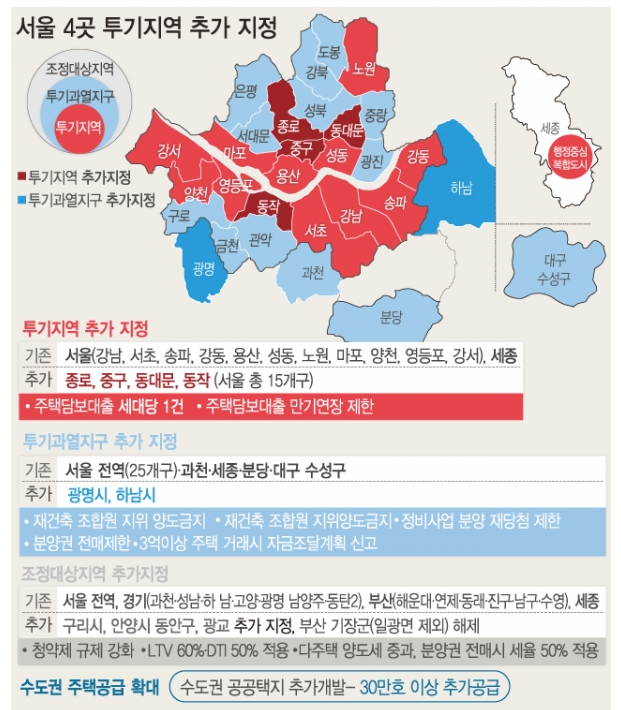 서울 4곳 투기지역 추가 지정
조정대상지역
투기과열지구
투기지역
■투기지역 추가지정
■투기과열지구 추가지정
도봉
노원
강북
은평
성북
중랑
종로
동대문
서대문
중구
강서
마포
성동
광진
강동
용산
양천
영등포
하남
동작
송파
강남
구로
서초
금천
관악
광명
과천
분당
세종
행정중심
복합도시
대구
수성구
투기지역 추가 지정
기존 서울(강남, 서초, 송파, 강동, 용산, 성동, 노원, 마포, 양천, 영등포, 강서), 세종
추가 종로, 중구, 동대문, 동작 (서울 총 15개구)
·주택담보대출 세대당 1건 ·주택담보대출 만기연장 제한
투기과열지구 추가 지정
기존 서울 전역(25개구)·과천·세종·분당·대구 수성구
추가 광명시, 하남시
·재건축 조합원 지위 양도금지 ·재건축 조합원 지위양도금지·정비사업 분양 재당첨 제한
·분양권 전매제한·3억이상 주택 거래시 자금조달계획 신고
조정대상지역 추가지정
기존 서울 전역, 경기(과천·성남·하 남·고양·광명 남양주·동탄2), 부산(해운대·연제·동래·진구·남구·수영), 세종
추가 구리시, 안양시 동안구, 광교 추가 지정, 부산 기장군(일광면 제외) 해제
·청약제 규제 강화 ·LTV 60%·DTI 50% 적용·다주택 양도세 중과, 분양권 전매시 세율 50% 적용
수도권 주택공급 확대 수도권 공공택지 추가개발– 30만호 이상 추가공급